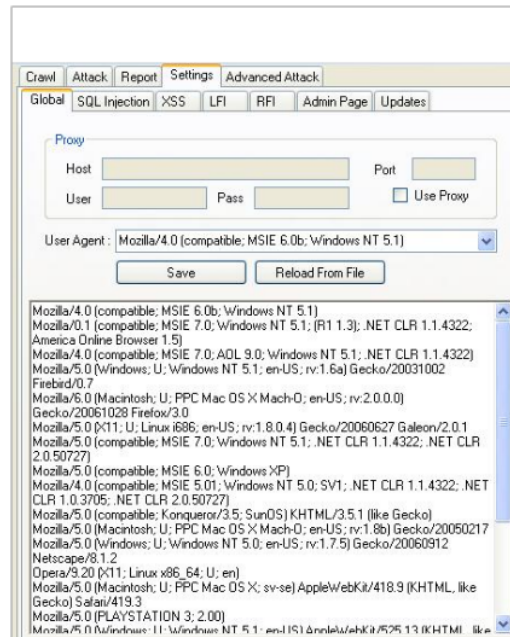 Crawl Attack Report Settings Advanced Attack
Global SQL Injection XSS LFI RFI Admin Page Updates
Proxy
Host Port
User Pass Use Proxy
User Agent : Mozilla/4.0 (compatible; MSIE 6.0b; Windows NT 5.1)
Save Reload From File
Mozilla/4.0 (compatible; MSIE 6.0b; Windows NT 5.1)
Mozilla/0.1 (compatible; MSIE 7.0; Windows NT 5.1; (R1 1.3); .NET CLR 1.1.4322;
America Online Browser 1.5)
Mozilla/4.0 (compatible; MSIE 7.0; AOL 9.0; Windows NT 5.1; .NET CLR 1.1.4322)
Mozilla/5.0 (Windows; U; Windows NT 5.1; en-US; rv:1.6a) Gecko/20031002
Firebird/0.7
Mozilla/6.0 (Macintosh; U; PPC Mac OS X Mach-O; en-US; rv:2.0.0.0)
Gecko/20061028 Firefox/3.0
Mozilla/5.0 (X11; U; Linux i686; en-US; rv:1.8.0.4) Gecko/20060627 Galeon/2.0.1
Mozilla/5.0 (compatible; MSIE 7.0; Windows NT 5.1; .NET CLR 1.1.4322; .NET CLR
2.0.50727)
Mozilla/5.0 (compatible; MSIE 6.0; Windows XP)
Mozilla/4.0 (compatible; MSIE 5.01; Windows NT 5.0; SV1; .NET CLR 1.1.4322; .NET
CLR 1.0.3705; .NET CLR 2.0.50727)
Mozilla/5.0 (compatible; Konqueror/3.5; SunOS) KHTML/3.5.1 (like Gecko)
Mozilla/5.0 (Macintosh; U; PPC Mac OS X Mach-O; en-US; rv:1.8b) Gecko/20050217
Mozilla/5.0 (Windows; U; Windows NT 5.0; en-US; rv:1.7.5) Gecko/20060912
Netscape/8.1.2
Opera/9.20 (X11; Linux x86_64; U; en)
Mozilla/5.0 (Macintosh; U; PPC Mac OS X; sv-se) AppleWebKit/418.9 (KHTML, like
Gecko) Safari/419.3
Mozilla/5.0 (PLAYSTATION 3; 2.00)
Mozilla/5.0 (Windows; U; Windows NT 5.1; en-US) AppleWebKit/525.13 (KHTML, like